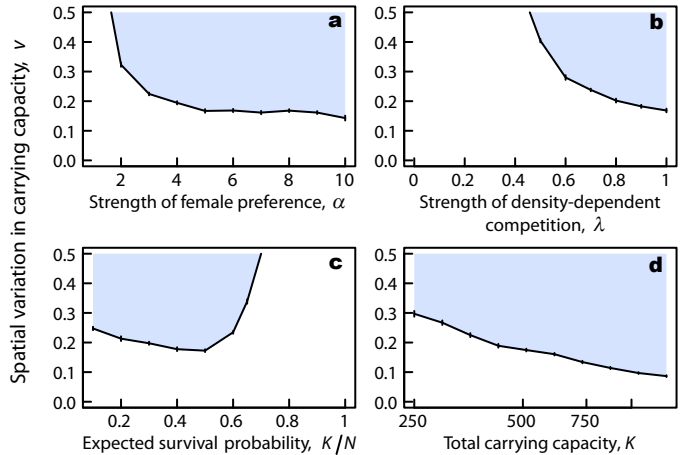 Spatial variation in carrying capacity, v
a
0.5
0.4
0.3
0.2
0.1
0.0
2 4 6 8 10
Strength of female preference, α
b
0.5
0.4
0.3
0.2
0.1
0.0
0 0.2 0.4 0.6 0.8 1
Strength of density-dependent
competition, λ
c
0.5
0.4
0.3
0.2
0.1
0.0
0.2 0.4 0.6 0.8 1
Expected survival probability, K/N
d
0.5
0.4
0.3
0.2
0.1
0.0
250 500 750
Total carrying capacity, K